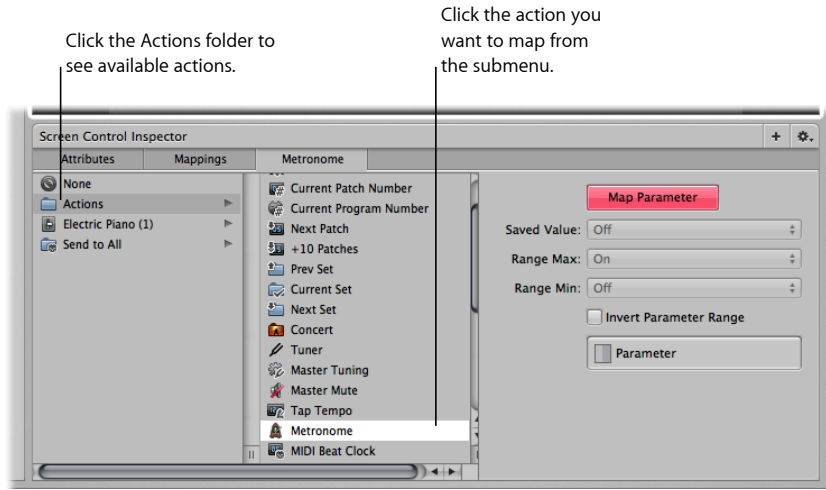 Click the Actions folder to
see available actions.
Click the action you
want to map from
the submenu.
Screen Control Inspector
Attributes
Mappings
Metronome
None
Actions
Electric Piano (1)
Send to All
Current Patch Number
Current Program Number
Next Patch
+10 Patches
Prev Set
Current Set
Next Set
Concert
Tuner
Master Tuning
Master Mute
Tap Tempo
Metronome
MIDI Beat Clock
Map Parameter
Saved Value: Off
Range Max: On
Range Min: Off
Invert Parameter Range
Parameter